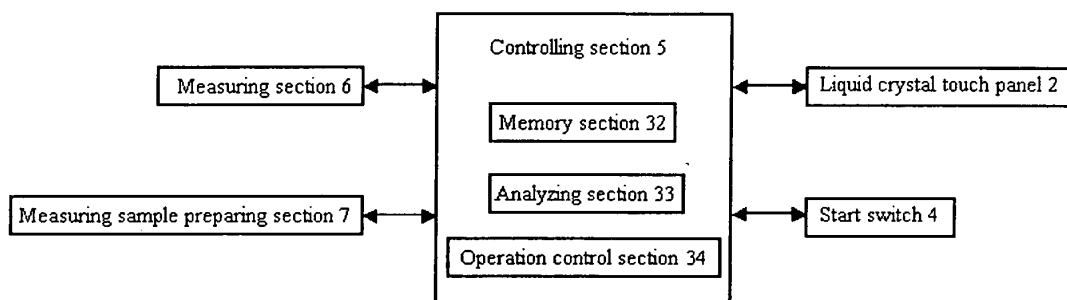 Controlling section 5
Measuring section 6
Liquid crystal touch panel 2
Memory section 32
Analyzing section 33
Measuring sample preparing section 7
Start switch 4
Operation control section 34